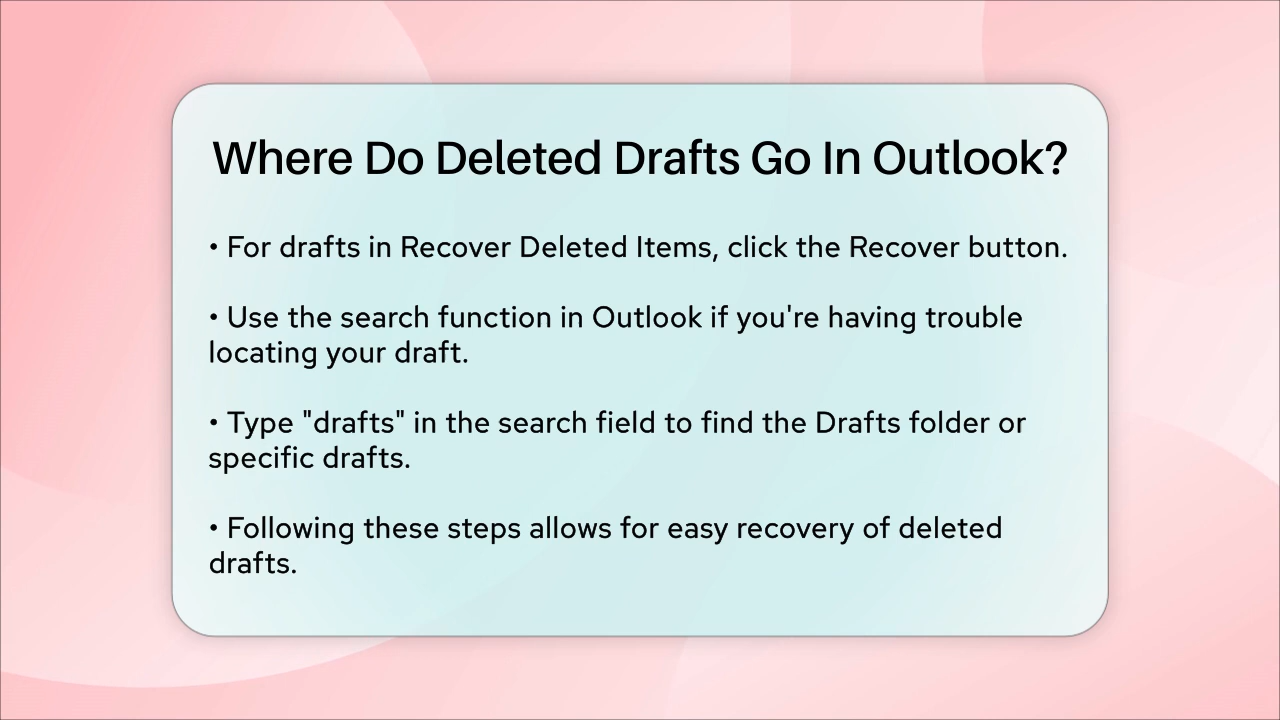 Where Do Deleted Drafts Go In Outlook?
• For drafts in Recover Deleted Items, click the Recover button.
• Use the search function in Outlook if you're having trouble
locating your draft.
• Type "drafts" in the search field to find the Drafts folder or
specific drafts.
• Following these steps allows for easy recovery of deleted
drafts.